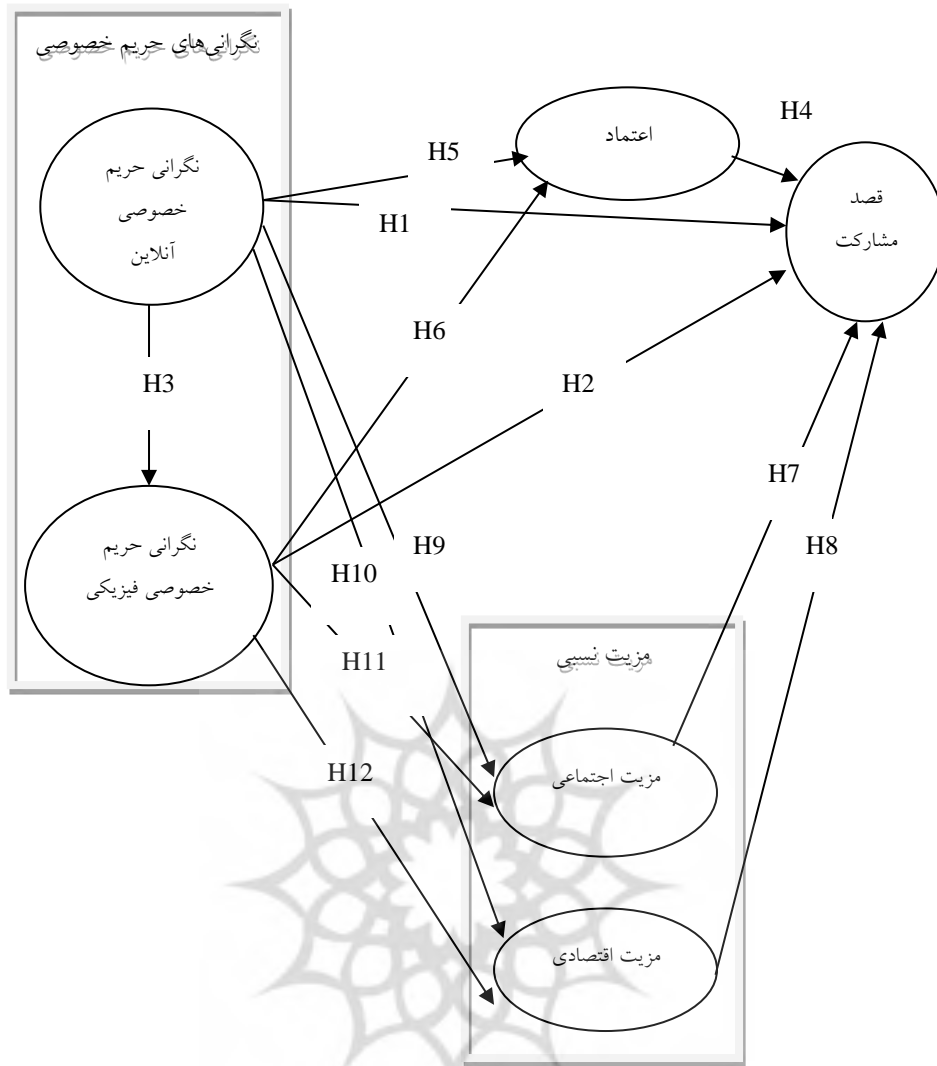 نگرانی‌های حریم خصوصی
اعتماد
H4
H5
نگرانی حریم
خصوصی
آنلاین
قصد
مشارکت
H1
H6
H3
H2
H7
نگرانی حریم
خصوصی فیزیکی
H9
H10
H8
H11
مزیت نسبی
H12
مزیت اجتماعی
مزیت اقتصادی